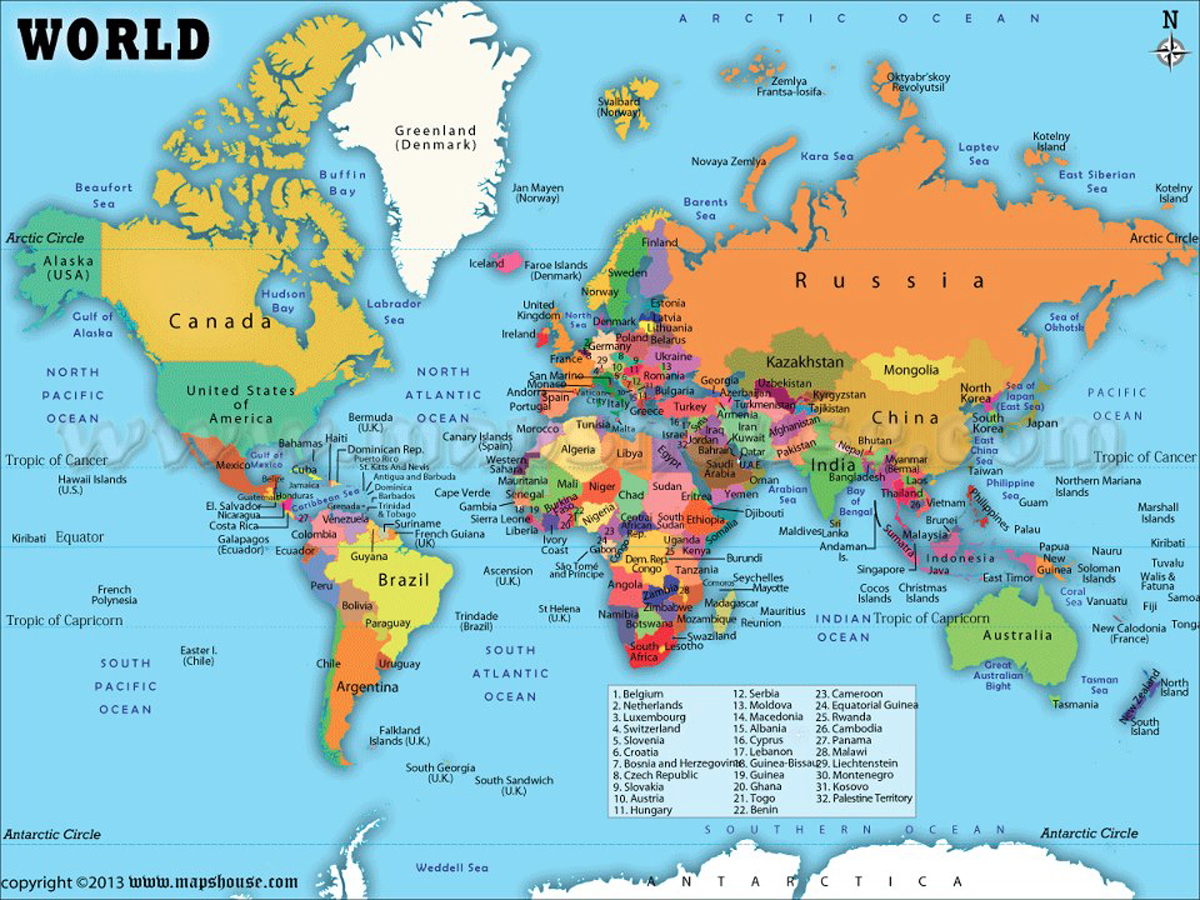 WORLD
ARCTIC OCEAN
N
Greenland
(Denmark)
Svalbard
(Norway)
Zemlya
Frantsa-Iosifa
Oktyabr'skoy
Revolyutsil
Kotelny
Island
Beaufort
Sea
Buffin
Bay
Jan Mayen
(Norway)
Novaya Zemlya
Kara Sea
Laptev
Sea
East Siberian
Sea
Kotelny
Island
Barents
Sea
Arctic Circle
Arctic Circle
Alaska
(USA)
Iceland
Faroe Islands
(Denmark)
Finland
Sweden
Norway
Russia
Gulf of
Alaska
Canada
Hudson
Bay
Labrador
Sea
United
Kingdom
North
Sea
Ireland
Denmark
Estonia
Latvia
Lithuania
Belarus
Poland
Germany
Sea of
Okhotsk
NORTH
PACIFIC
OCEAN
United States
of
America
NORTH
ATLANTIC
OCEAN
France
San Marino
Monaco
Andorra
Spain
Portugal
Vatican
City
Italy
Ukraine
Romania
Bulgaria
Greece
Malta
Turkey
Georgia
Azerbaijan
Armenia
Kazakhstan
Uzbekistan
Turkmenistan
Kyrgyzstan
Tajikistan
Mongolia
China
North
Korea
South
Korea
Sea of
Japan
(East Sea)
Japan
PACIFIC
OCEAN
Bermuda
(U.K.)
Canary Islands
(Spain)
Morocco
Tunisia
Algeria
Libya
Egypt
Israel
Syria
Iraq
Jordan
Iran
Kuwait
Bahrain
Qatar
U.A.E.
Saudi
Arabia
Oman
Yemen
Afghanistan
Pakistan
Nepal
Bhutan
India
Bangladesh
Myanmar
(Berma)
Laos
Thailand
Vietnam
East
China
Sea
Taiwan
Philippine
Sea
Philippines
Tropic of Cancer
Tropic of Cancer
Hawaii Islands
(U.S.)
Mexico
Gulf of
Mexico
Bahamas
Haiti
Cuba
Dominican Rep.
Puerto Rico
St. Kitts And Nevis
Antigua and Barbuda
Dominica
Barbados
Grenada
Trinidad
& Tobago
Jamaica
Belize
Honduras
Guatemala
El. Salvador
Nicaragua
Costa Rica
Caribbean Sea
Galapagos
(Ecuador)
Cape Verde
Western
Sahara
Mauritania
Senegal
Gambia
Sierra Leone
Liberia
Ivory
Coast
Burkina
Faso
Mali
Niger
Chad
Sudan
Eritrea
Nigeria
Central
African
Rep.
South
Sudan
Ethiopia
Djibouti
Somalia
Arabian
Sea
Bay
of
Bengal
Sri
Lanka
Maldives
Andaman
Is.
Northern Mariana
Islands
Guam
Palau
Marshall
Islands
Kiribati
Equator
Kiribati
Venezuela
Colombia
Guyana
Suriname
French Guiana
(UK)
Ecuador
Peru
Brazil
Bolivia
Paraguay
Uruguay
Chile
Argentina
Ascension
(U.K.)
São Tomé
and Principe
Gabon
Congo
Dem. Rep.
Congo
Uganda
Kenya
Burundi
Tanzania
Angola
Zambia
Zimbabwe
Namibia
Botswana
Mozambique
Swaziland
Lesotho
South
Africa
Comoros
Seychelles
Mayotte
Madagascar
Mauritius
Reunion
St Helena
(U.K.)
Trindade
(Brazil)
Malaysia
Brunei
Singapore
Sumatra
Java
Indonesia
East Timor
Papua
New
Guinea
Nauru
Soloman
Islands
Tuvalu
Walis &
Fatuna
Samoa
Vanuatu
Fiji
Tonga
New Calodonia
(France)
Cocos
Islands
Christmas
Islands
Coral
Sea
French
Polynesia
Tropic of Capricorn
INDIAN
OCEAN
Tropic of Capricorn
Australia
Great
Australian
Bight
Tasman
Sea
Tasmania
New Zealand
North
Island
South
Island
Easter I.
(Chile)
SOUTH
PACIFIC
OCEAN
SOUTH
ATLANTIC
OCEAN
Falkland
Islands (U.K.)
South Georgia
(U.K.)
South Sandwich
(U.K.)
1. Belgium
2. Netherlands
3. Luxembourg
4. Switzerland
5. Slovenia
6. Croatia
7. Bosnia and Herzegovina
8. Czech Republic
9. Slovakia
10. Austria
11. Hungary
12. Serbia
13. Moldova
14. Macedonia
15. Albania
16. Cyprus
17. Lebanon
18. Guinea-Bissau
19. Guinea
20. Ghana
21. Togo
22. Benin
23. Cameroon
24. Equatorial Guinea
25. Rwanda
26. Cambodia
27. Panama
28. Malawi
29. Liechtenstein
30. Montenegro
31. Kosovo
32. Palestine Territory
SOUTHERN OCEAN
Antarctic Circle
Antarctic Circle
Weddell Sea
ANTARCTICA
copyright ©2013 www.mapshouse.com